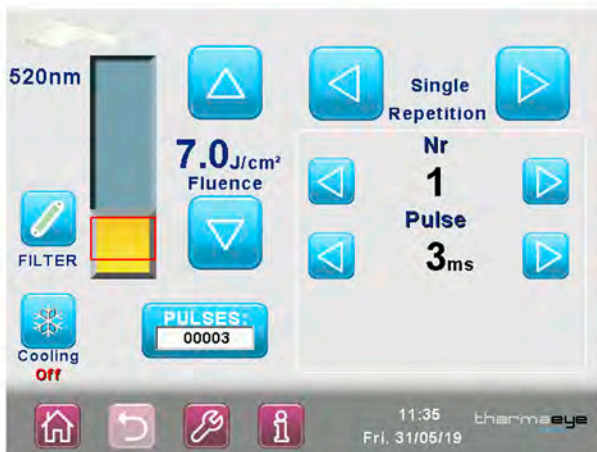 520nm
Single
Repetition
7.0J/cm²
Fluence
Nr
1
Pulse
3ms
FILTER
PULSES:
00003
Cooling
Off
11:35
Fri. 31/05/19
thermaeye